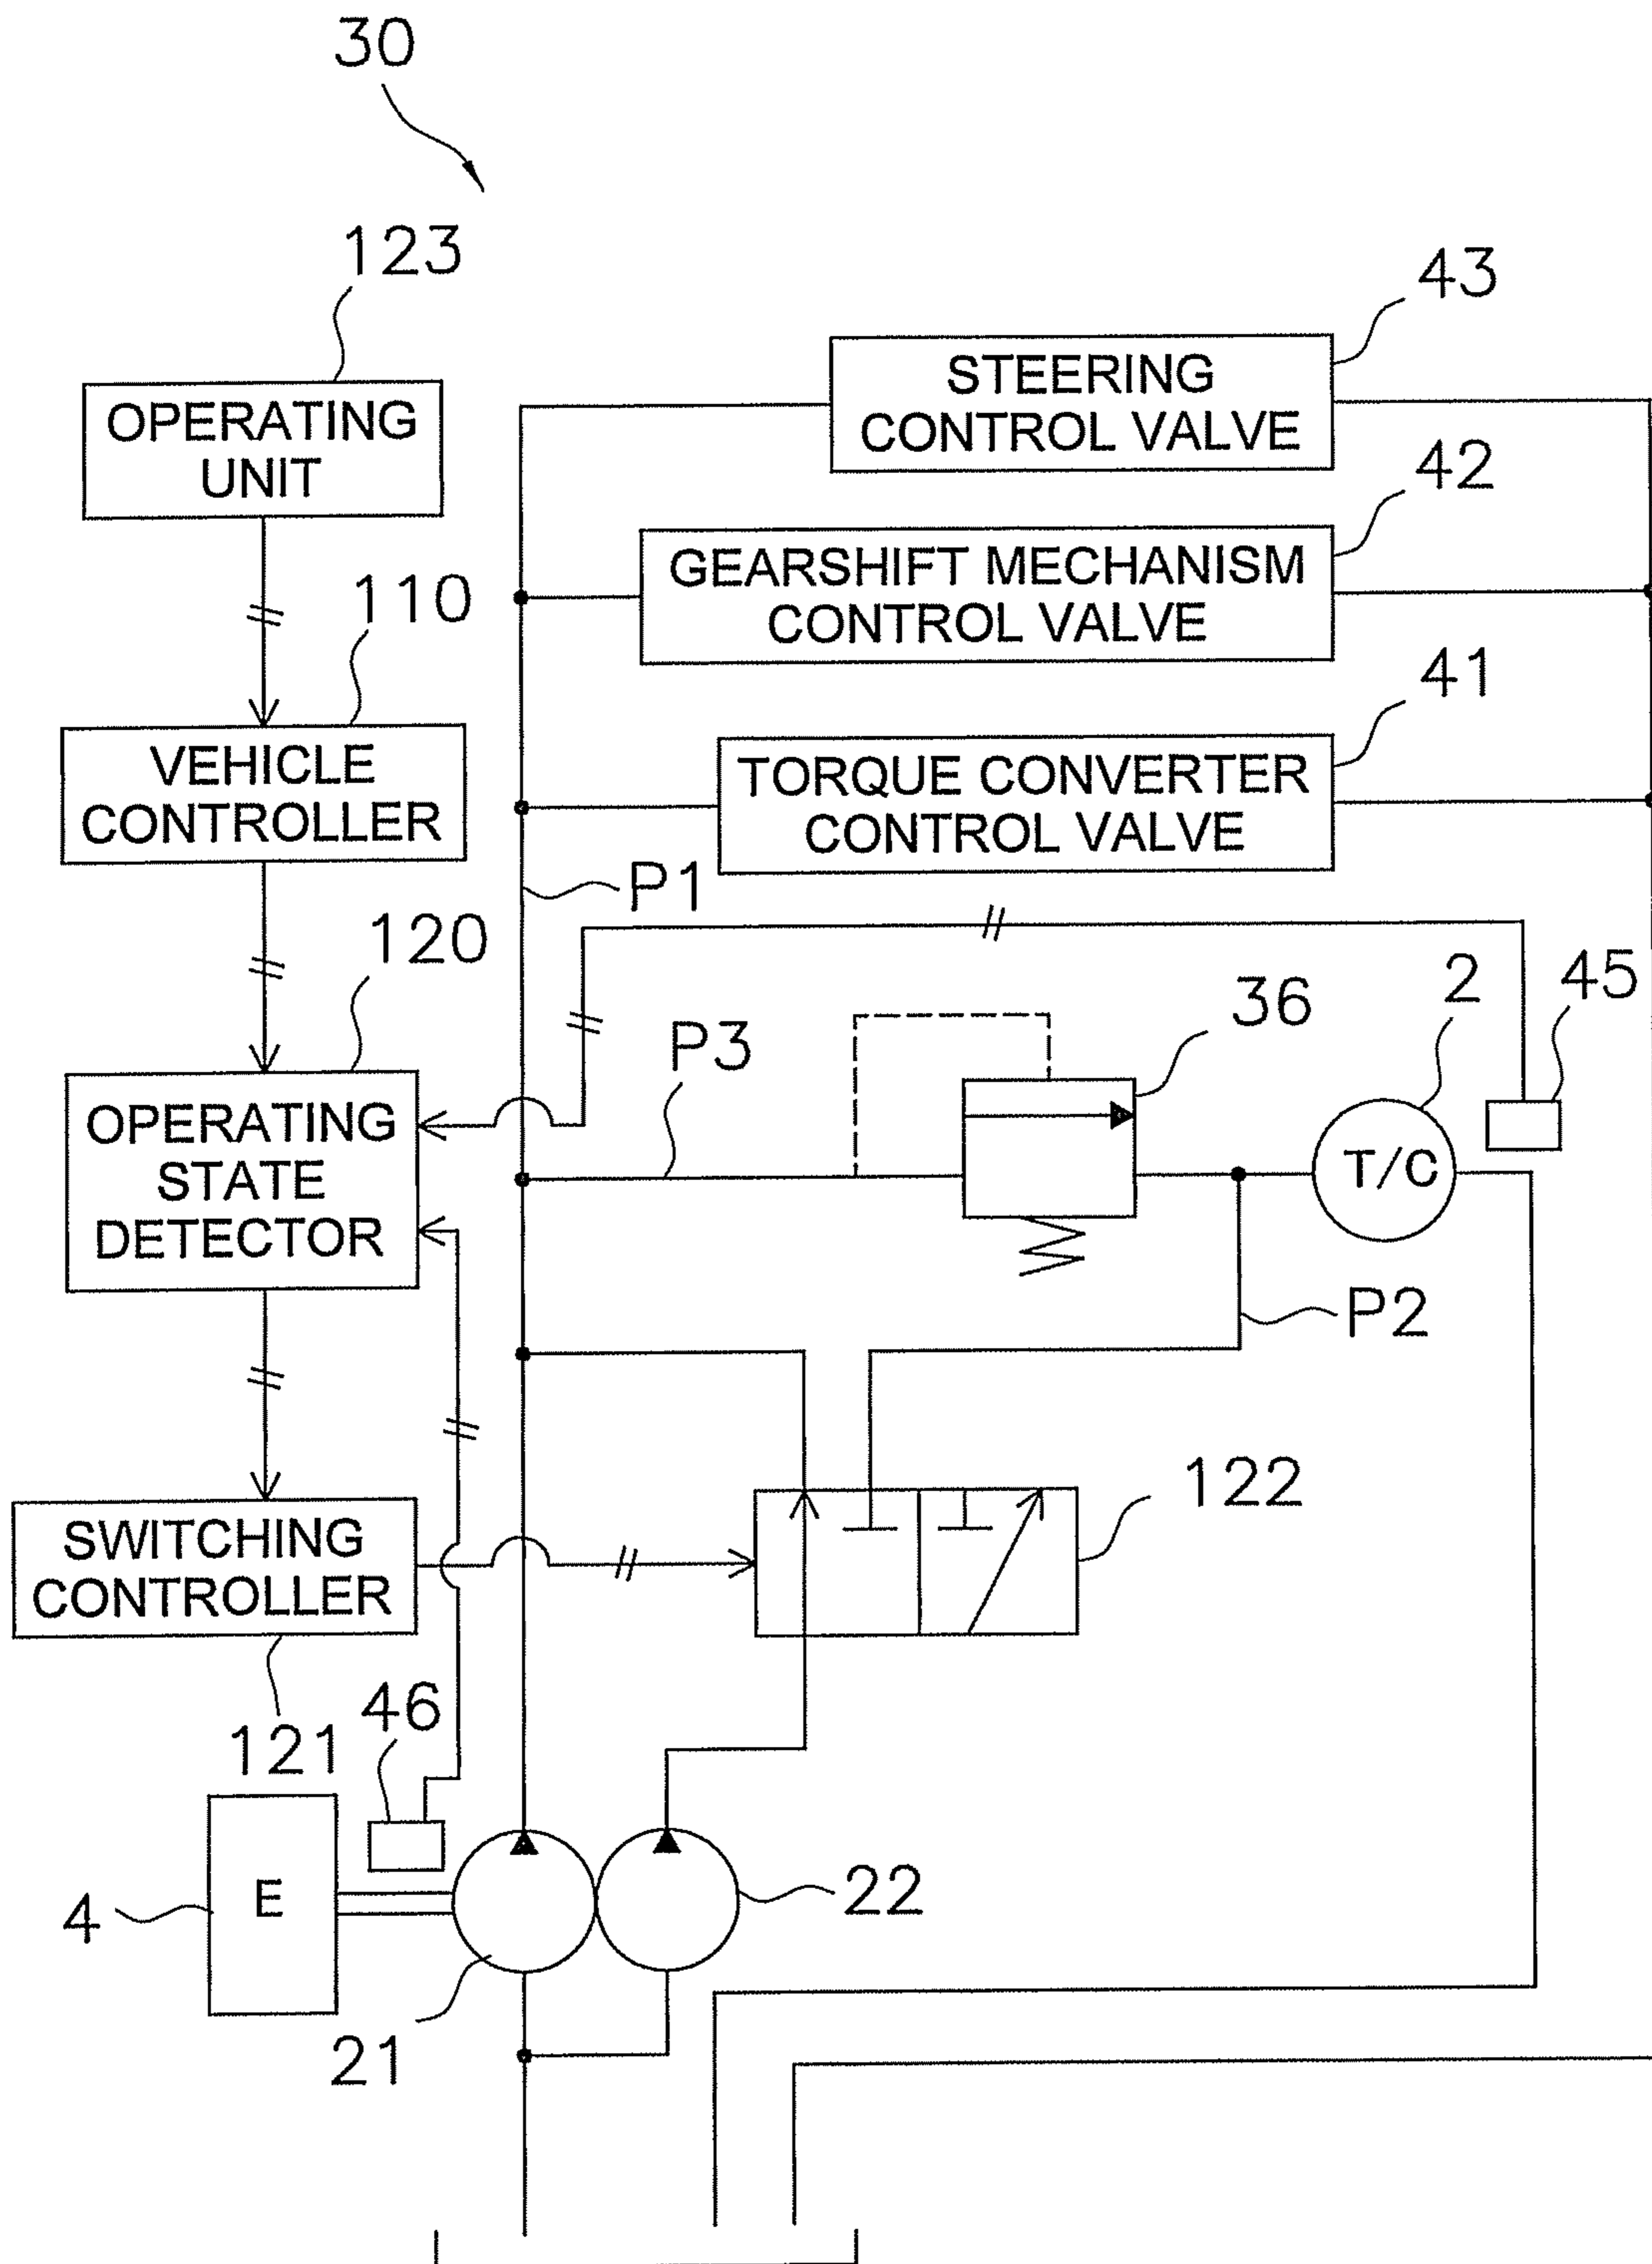 30
123
43
OPERATING
UNIT
STEERING
CONTROL VALVE
42
110
GEARSHIFT MECHANISM
CONTROL VALVE
41
VEHICLE
CONTROLLER
TORQUE CONVERTER
CONTROL VALVE
P1
120
2
45
36
P3
OPERATING
STATE
DETECTOR
T/C
P2
122
SWITCHING
CONTROLLER
46
121
E
4
22
21